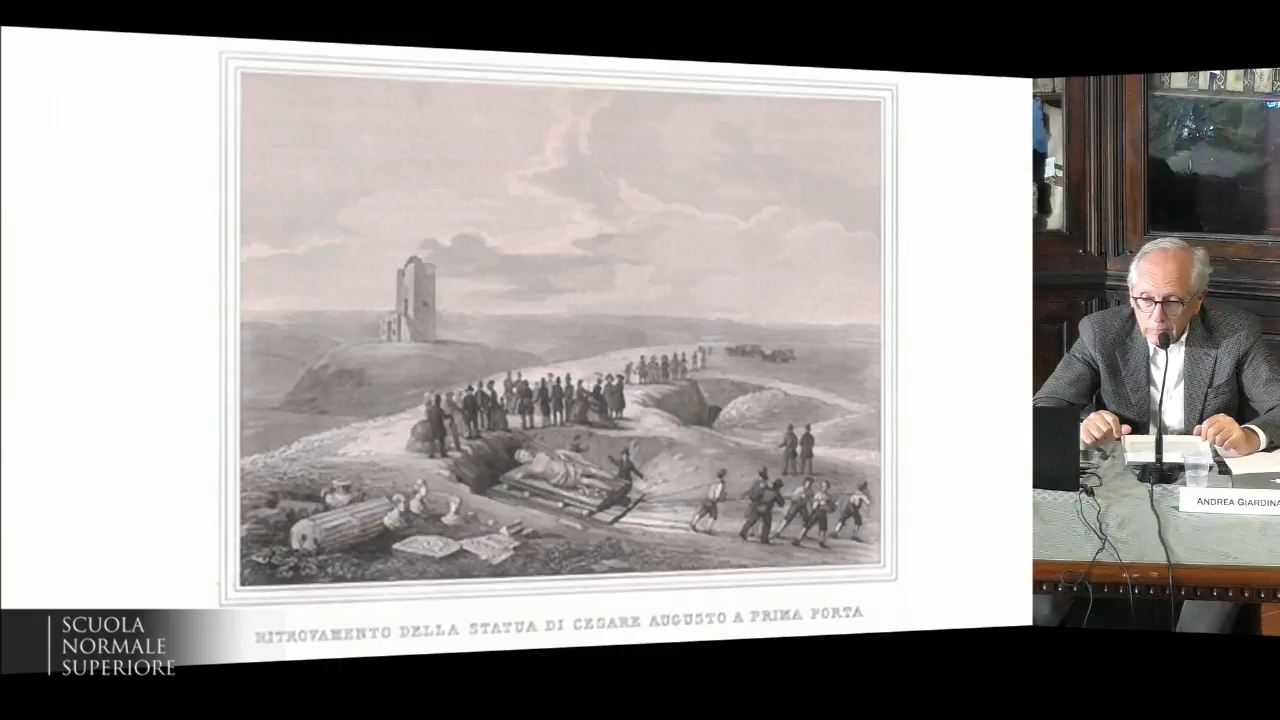 RITROVAMENTO DELLA STATUA DI CESARE AUGUSTO A PRIMA PORTA
SCUOLA
NORMALE
SUPERIORE
ANDREA GIARDINA